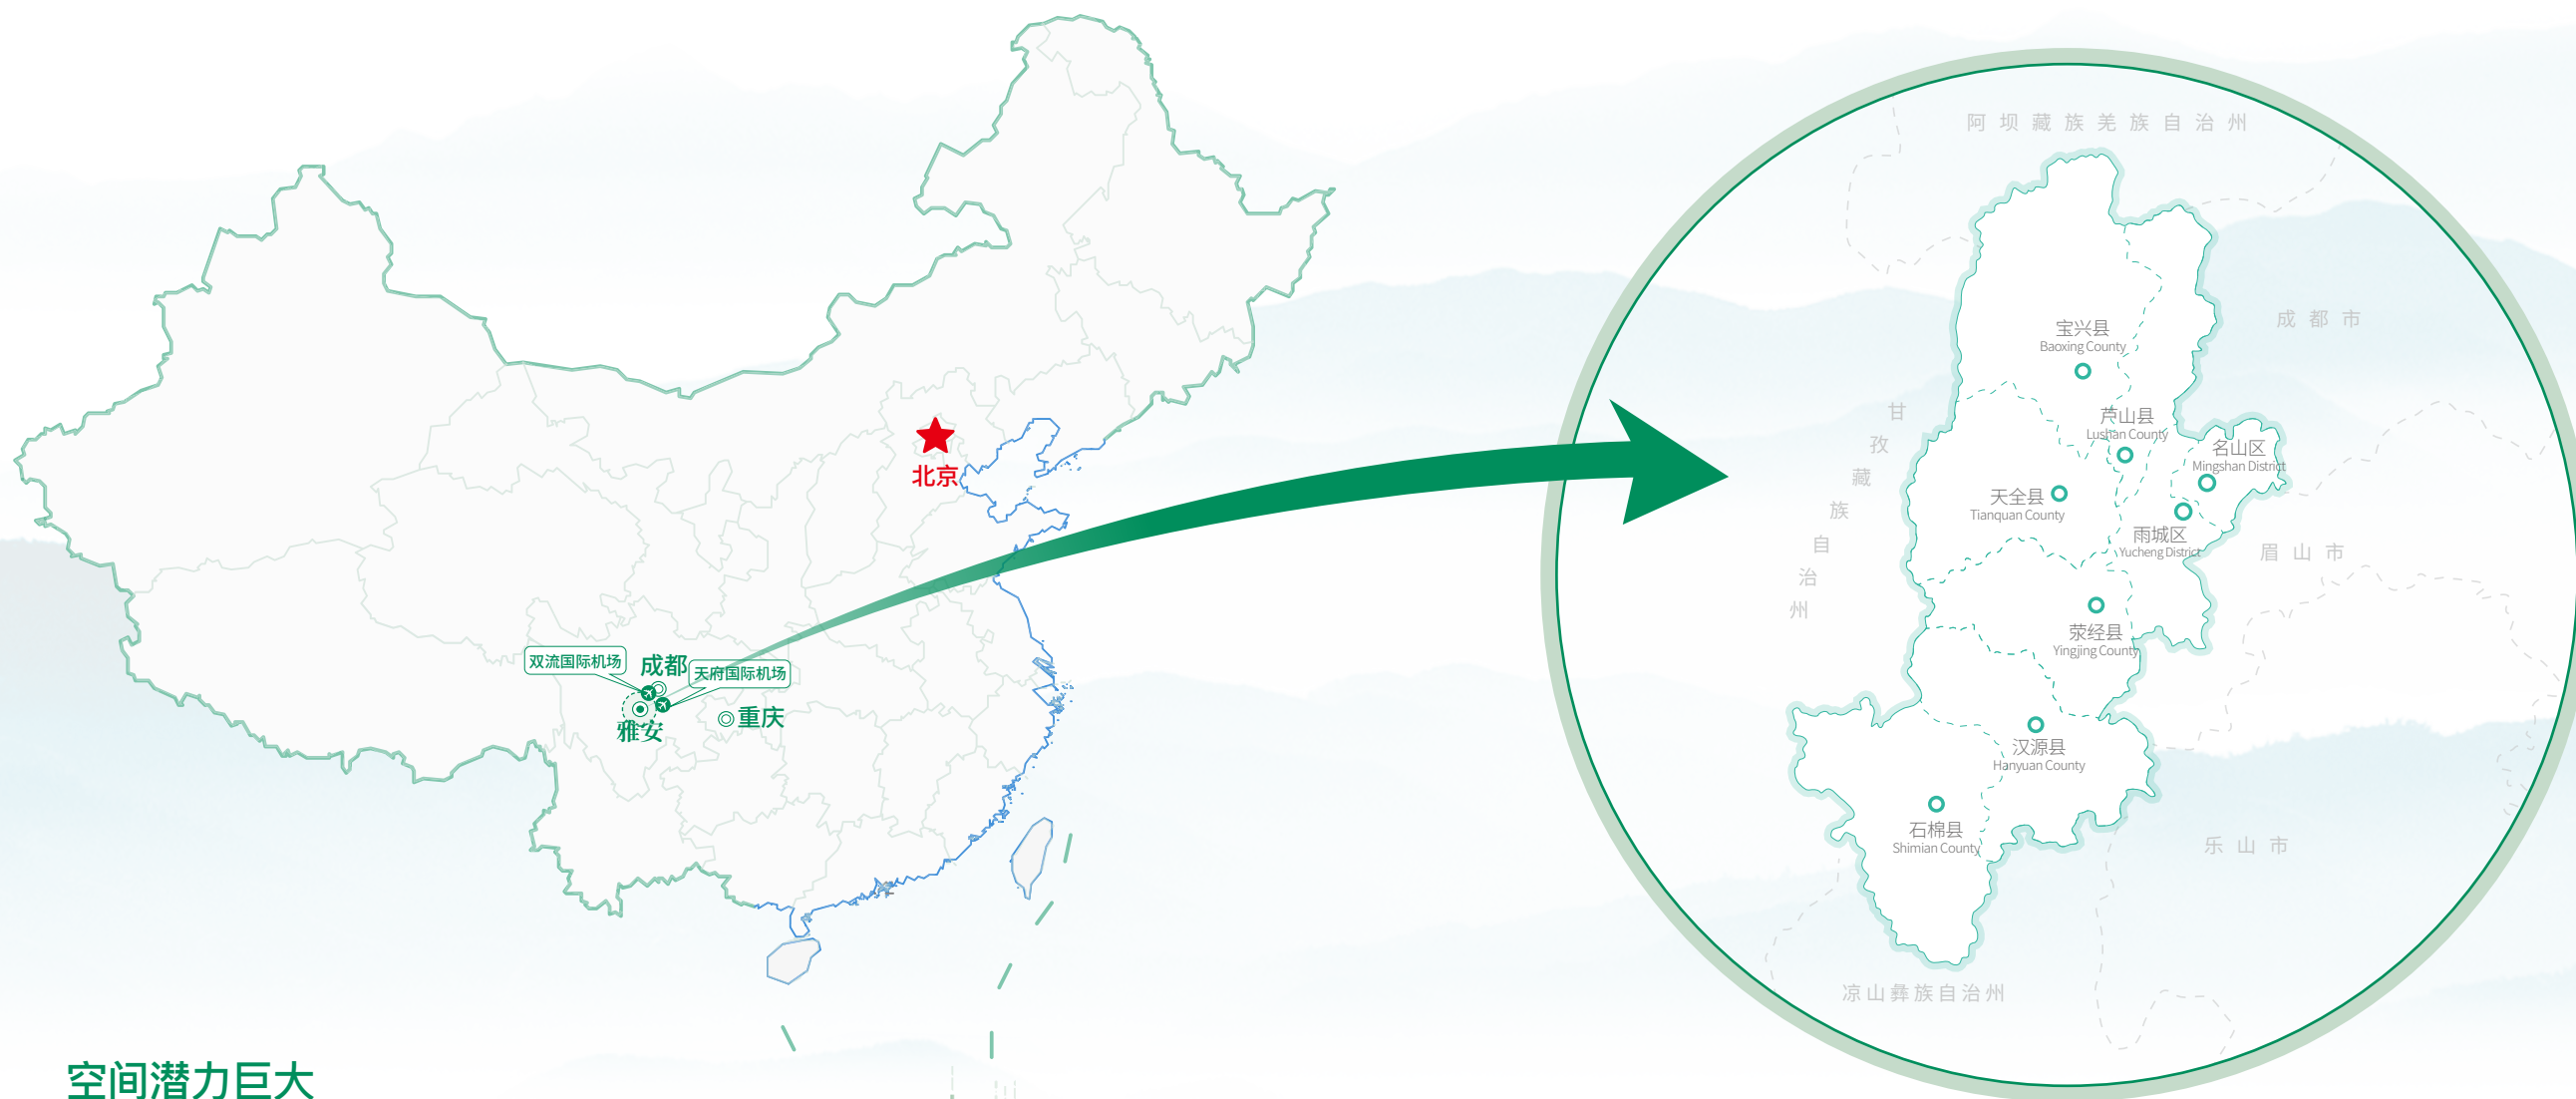 北京
双流国际机场
成都
天府国际机场
雅安
重庆
空间潜力巨大
阿坝藏族羌族自治州
成都市
宝兴县
Baoxing County
芦山县
Lushan County
名山区
Mingshan District
天全县
Tianquan County
雨城区
Yucheng District
甘孜藏族自治州
眉山市
荥经县
Yingjing County
汉源县
Hanyuan County
石棉县
Shimian County
乐山市
凉山彝族自治州